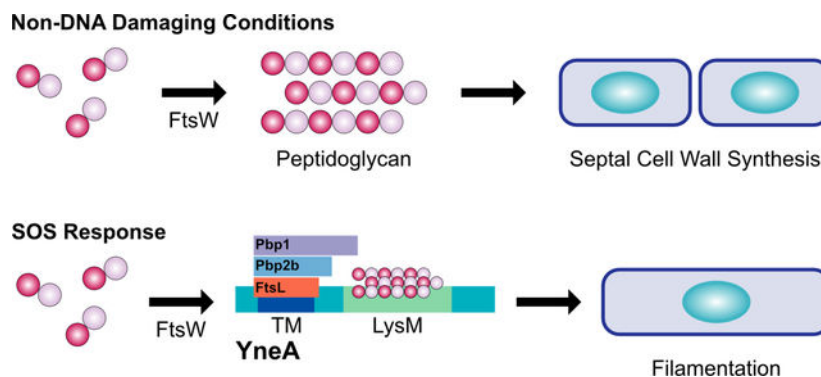 Non-DNA Damaging Conditions
FtsW
Peptidoglycan
Septal Cell Wall Synthesis
SOS Response
Pbp1
Pbp2b
FtsL
FtsW
TM
LysM
YneA
Filamentation